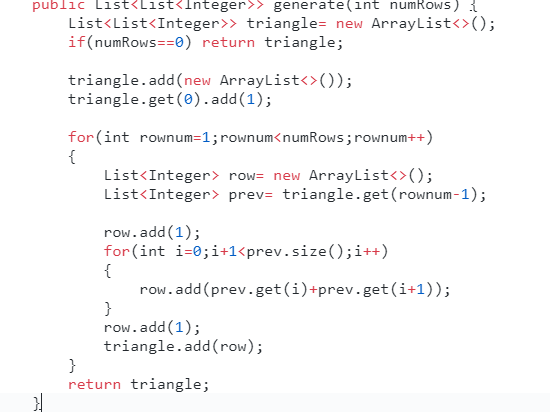 public List<List<Integer>> generate(int numRows) {
List<List<Integer>> triangle= new ArrayList<>();
if(numRows==0) return triangle;
triangle.add(new ArrayList<>());
triangle.get(0).add(1);
for(int rownum=1;rownum<numRows;rownum++)
{
List<Integer> row= new ArrayList<>();
List<Integer> prev= triangle.get(rownum-1);
row.add(1);
for(int i=0;i+1<prev.size();i++)
{
row.add(prev.get(i)+prev.get(i+1));
}
row.add(1);
triangle.add(row);
}
return triangle;
}